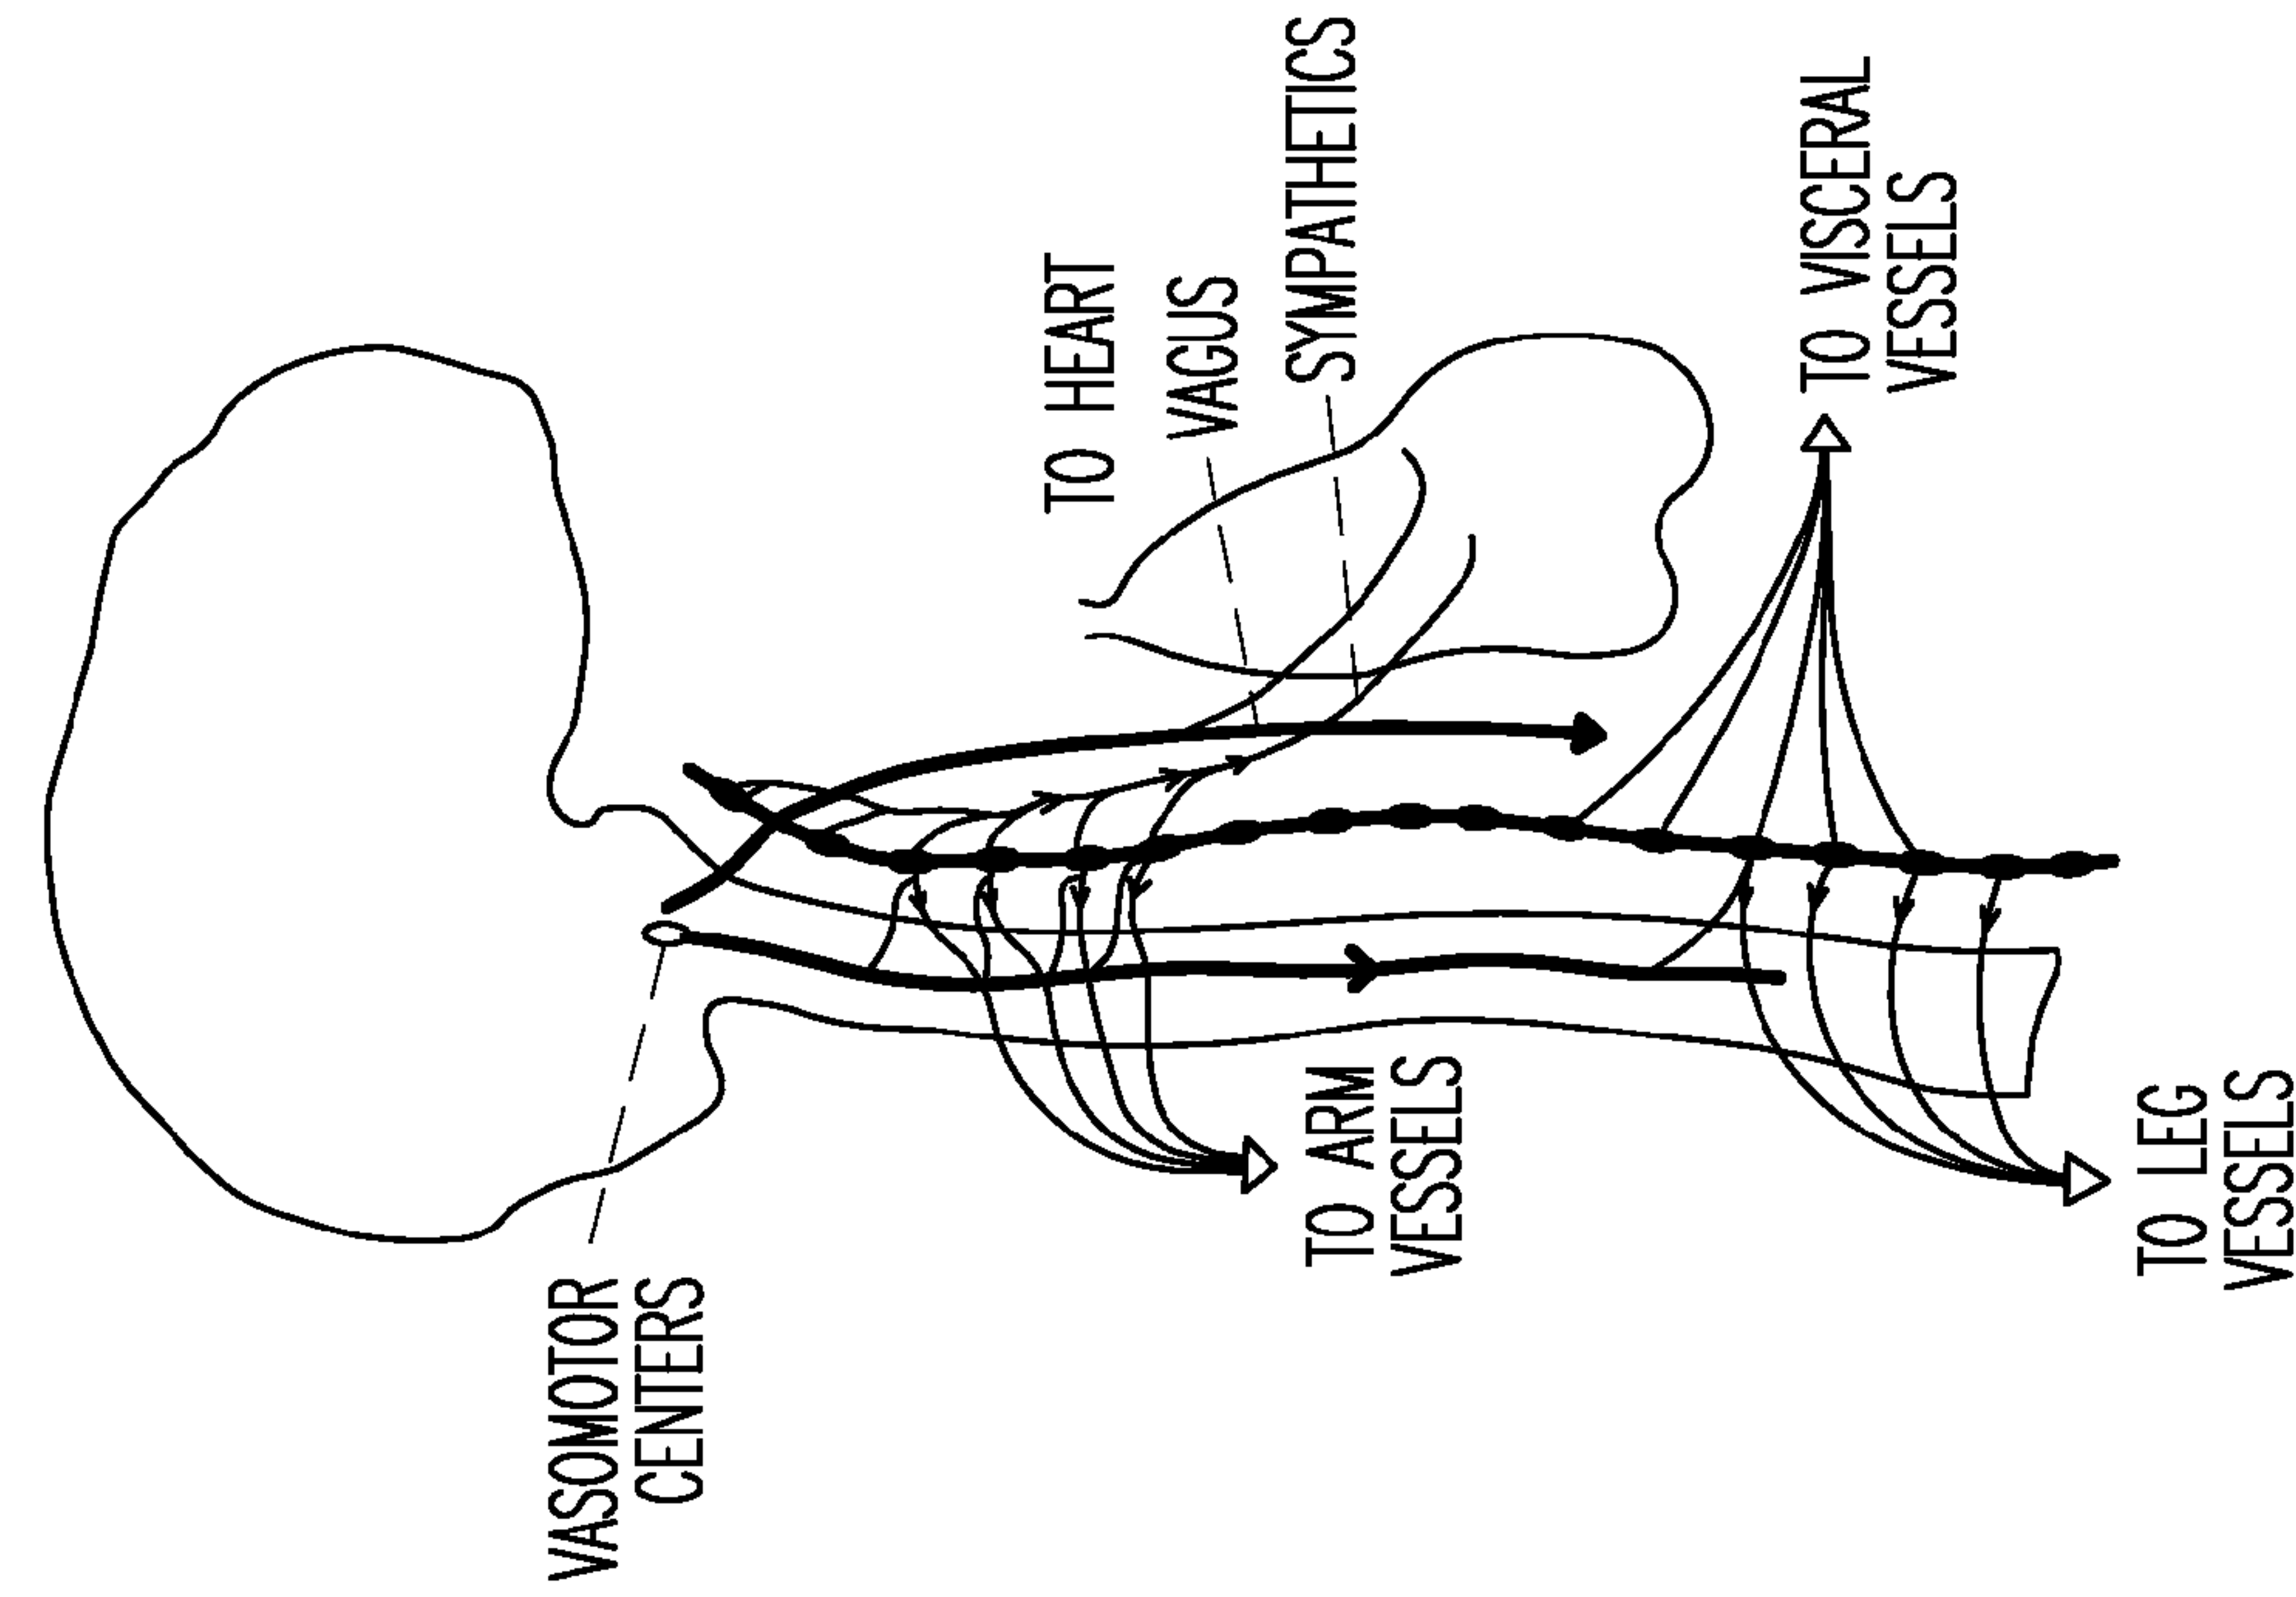 VASOMOTOR
CENTERS
TO HEART
VAGUS
SYMPATHETICS
TO ARM
VESSELS
TO VISCERAL
VESSELS
TO LEG
VESSELS